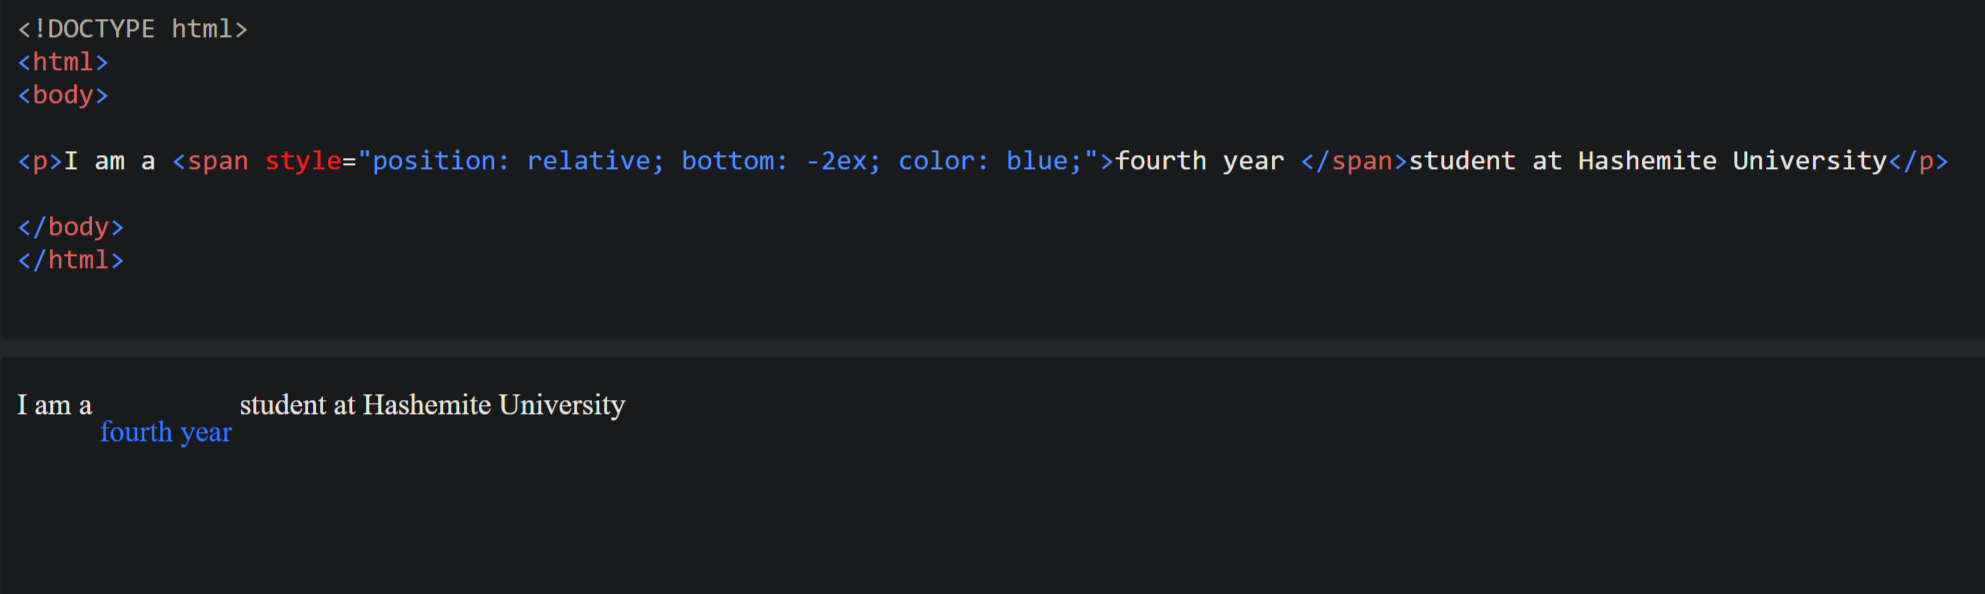 <!DOCTYPE html>
<html>
<body>
<p>I am a <span style="position: relative; bottom: -2ex; color: blue;">fourth year </span>student at Hashemite University</p>
</body>
</html>
I am a fourth year student at Hashemite University